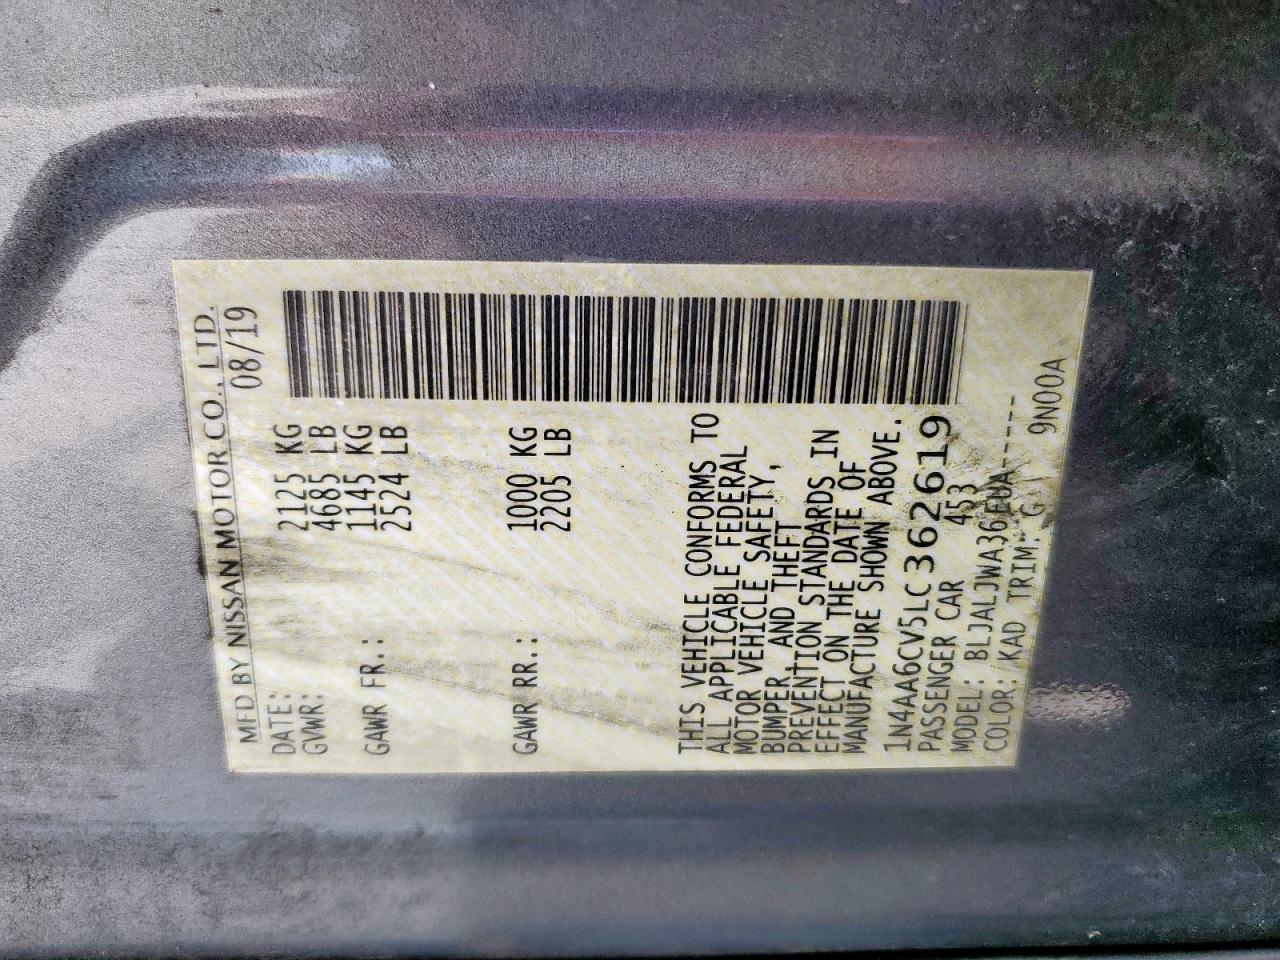 MFD BY NISSAN MOTOR CO., LTD.
DATE: 08/19
GVWR: 2125 KG
4685 LB
GAWR FR.: 1145 KG
2524 LB
GAWR RR.: 1000 KG
2205 LB
THIS VEHICLE CONFORMS TO
ALL APPLICABLE FEDERAL
MOTOR VEHICLE SAFETY,
BUMPER, AND THEFT
PREVENTION STANDARDS IN
EFFECT ON THE DATE OF
MANUFACTURE SHOWN ABOVE.
1N4AA6CV5LC362619
PASSENGER CAR 453
MODEL: BLJALJWA36EUA-----
COLOR: KAD TRIM: G 9N00A